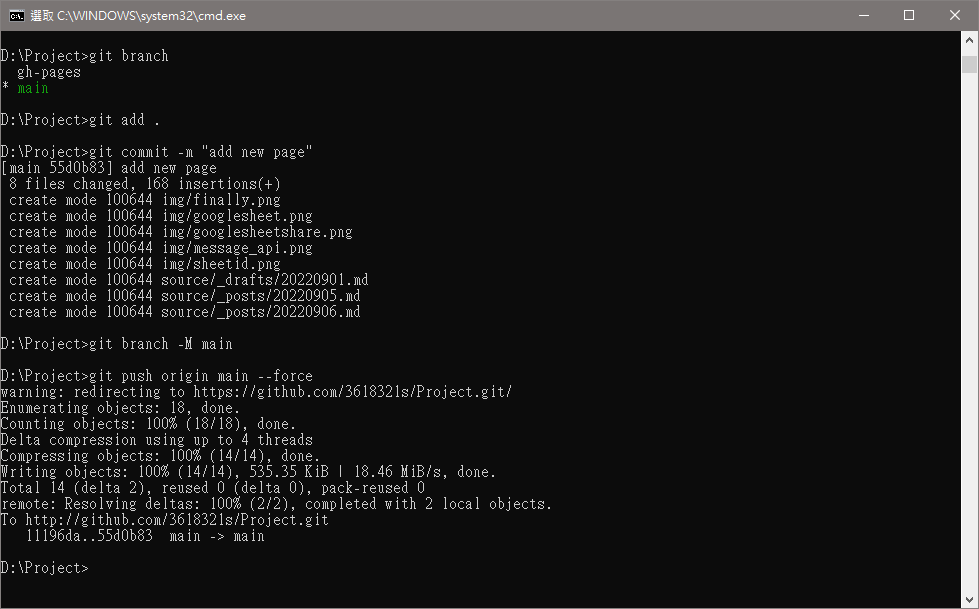 選取 C:\WINDOWS\system32\cmd.exe
D:\Project>git branch
  gh-pages
* main
D:\Project>git add .
D:\Project>git commit -m "add new page"
[main 55d0b83] add new page
 8 files changed, 168 insertions(+)
 create mode 100644 img/finally.png
 create mode 100644 img/googlesheet.png
 create mode 100644 img/googlesheetshare.png
 create mode 100644 img/message_api.png
 create mode 100644 img/sheetid.png
 create mode 100644 source/_drafts/20220901.md
 create mode 100644 source/_posts/20220905.md
 create mode 100644 source/_posts/20220906.md
D:\Project>git branch -M main
D:\Project>git push origin main --force
warning: redirecting to https://github.com/3618321s/Project.git/
Enumerating objects: 18, done.
Counting objects: 100% (18/18), done.
Delta compression using up to 4 threads
Compressing objects: 100% (14/14), done.
Writing objects: 100% (14/14), 535.35 KiB | 18.46 MiB/s, done.
Total 14 (delta 2), reused 0 (delta 0), pack-reused 0
remote: Resolving deltas: 100% (2/2), completed with 2 local objects.
To http://github.com/3618321s/Project.git
   11196da..55d0b83  main -> main
D:\Project>